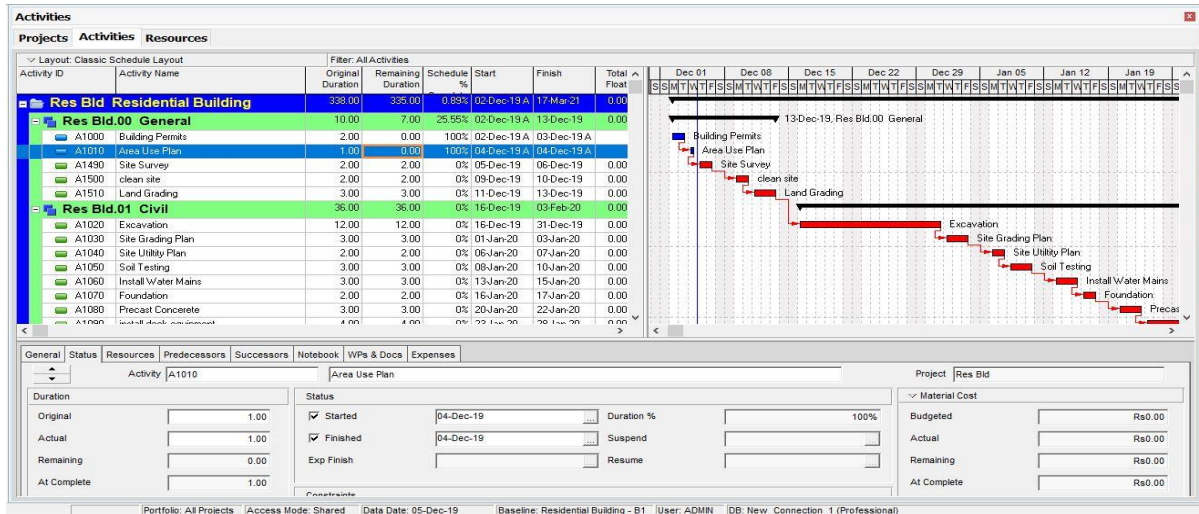 Activities
Projects Activities Resources
Layout: Classic Schedule Layout Filter: All Activities
Activity ID Activity Name Original Duration Remaining Duration Schedule % Start Finish Total Float
Dec 01 Dec 08 Dec 15 Dec 22 Dec 29 Jan 05 Jan 12 Jan 19
Res Bld Residential Building 338.00 335.00 0.89% 02-Dec-19 A 17-Mar-21 0.00
Res Bld.00 General 10.00 7.00 25.55% 02-Dec-19 A 13-Dec-19 0.00 13-Dec-19, Res Bld.00 General
A1000 Building Permits 2.00 0.00 100% 02-Dec-19 A 03-Dec-19 A Building Permits
A1010 Area Use Plan 1.00 0.00 100% 04-Dec-19 A 04-Dec-19 A Area Use Plan
A1490 Site Survey 2.00 2.00 0% 05-Dec-19 06-Dec-19 0.00 Site Survey
A1500 clean site 2.00 2.00 0% 09-Dec-19 10-Dec-19 0.00 clean site
A1510 Land Grading 3.00 3.00 0% 11-Dec-19 13-Dec-19 0.00 Land Grading
Res Bld.01 Civil 36.00 36.00 0% 16-Dec-19 03-Feb-20 0.00
A1020 Excavation 12.00 12.00 0% 16-Dec-19 31-Dec-19 0.00 Excavation
A1030 Site Grading Plan 3.00 3.00 0% 01-Jan-20 03-Jan-20 0.00 Site Grading Plan
A1040 Site Utility Plan 2.00 2.00 0% 06-Jan-20 07-Jan-20 0.00 Site Utility Plan
A1050 Soil Testing 3.00 3.00 0% 08-Jan-20 10-Jan-20 0.00 Soil Testing
A1060 Install Water Mains 3.00 3.00 0% 13-Jan-20 15-Jan-20 0.00 Install Water Mains
A1070 Foundation 2.00 2.00 0% 16-Jan-20 17-Jan-20 0.00 Foundation
A1080 Precast Concerete 3.00 3.00 0% 20-Jan-20 22-Jan-20 0.00 Precas
General Status Resources Predecessors Successors Notebook WPs & Docs Expenses
Activity A1010 Area Use Plan Project Res Bld
Duration Status Material Cost
Original 1.00 Started 04-Dec-19 Duration % 100% Budgeted Rs0.00
Actual 1.00 Finished 04-Dec-19 Suspend Actual Rs0.00
Remaining 0.00 Exp Finish Resume Remaining Rs0.00
At Complete 1.00 At Complete Rs0.00
Constraints
Portfolio: All Projects Access Mode: Shared Data Date: 05-Dec-19 Baseline: Residential Building - B1 User: ADMIN DB: New_Connection_1 (Professional)